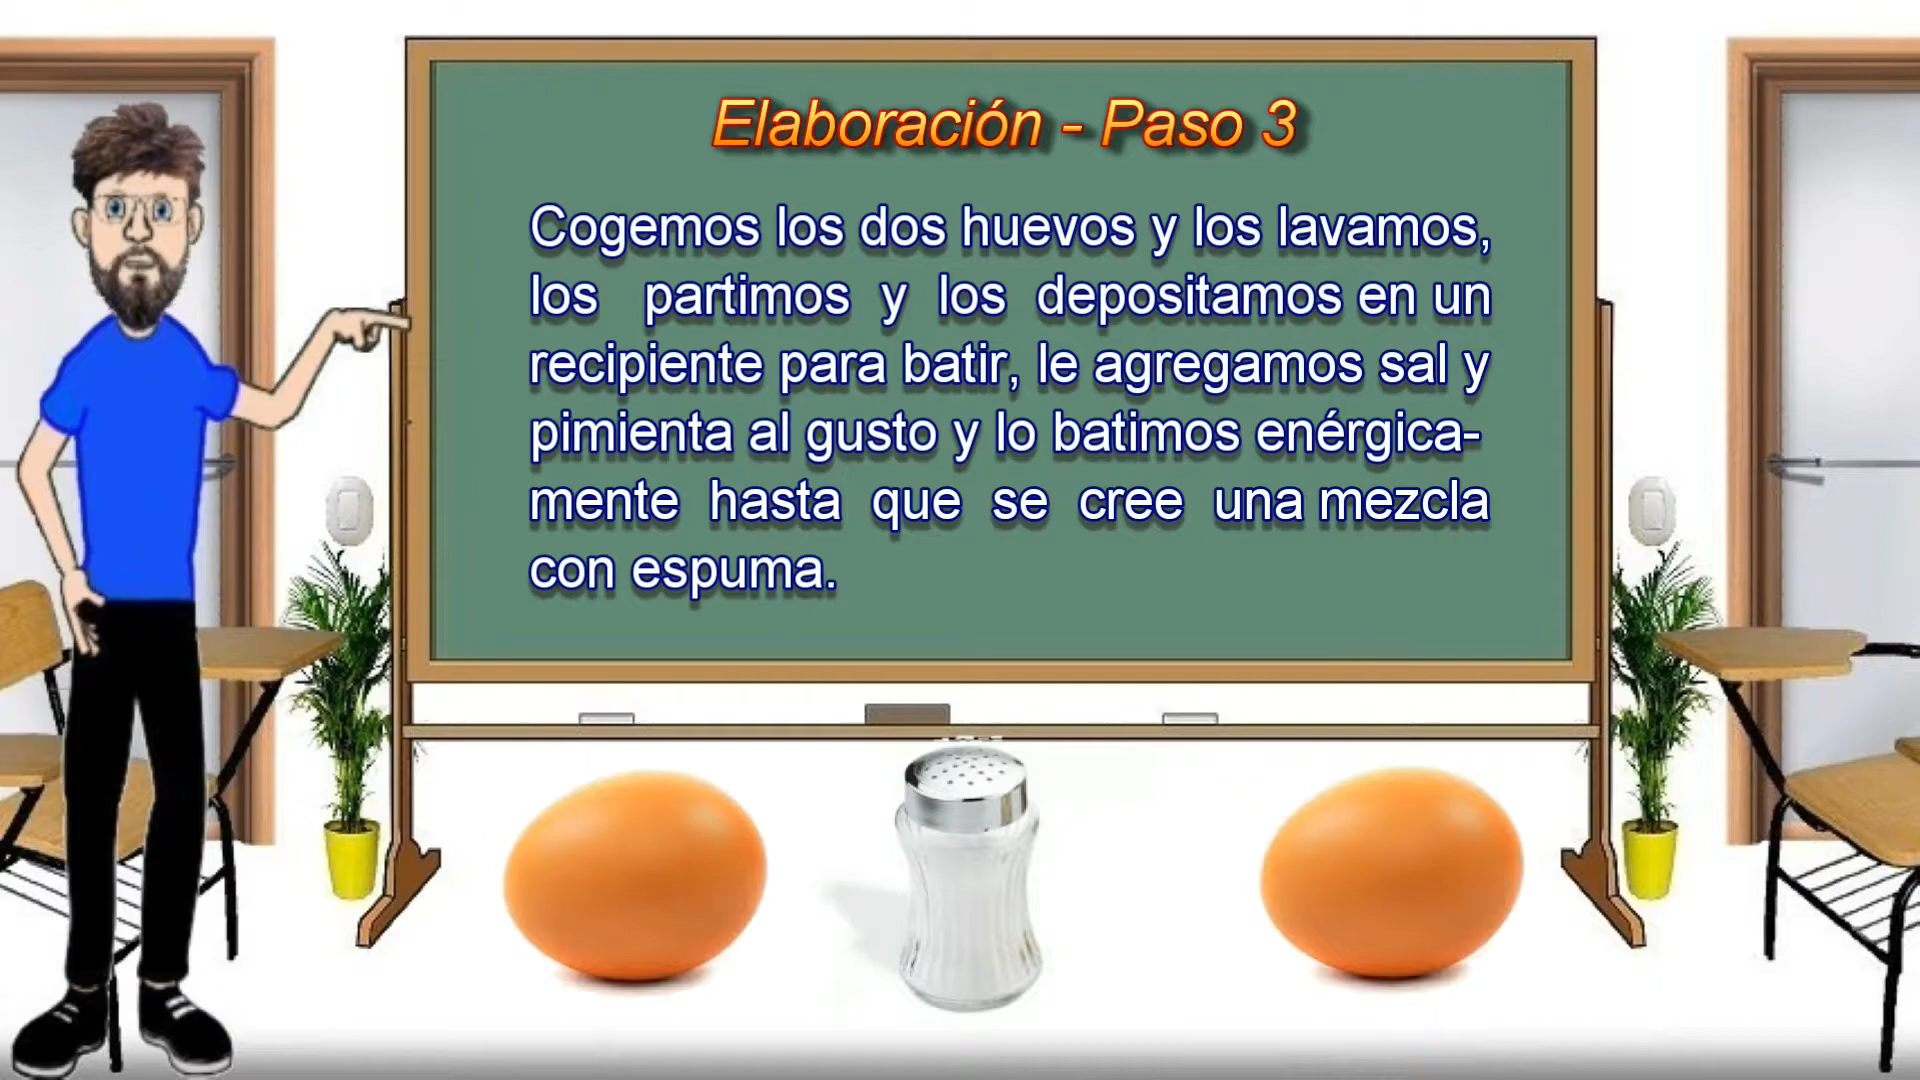 Elaboración - Paso 3
Cogemos los dos huevos y los lavamos,
los partimos y los depositamos en un
recipiente para batir, le agregamos sal y
pimienta al gusto y lo batimos enérgica-
mente hasta que se cree una mezcla
con espuma.